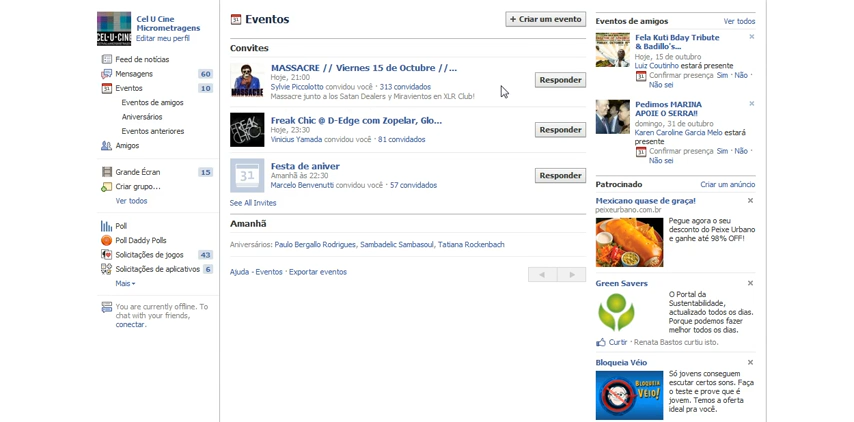 Cel U Cine
Micrometragens
Editar meu perfil
Feed de notícias
Mensagens 60
Eventos 10
Eventos de amigos
Aniversários
Eventos anteriores
Amigos
Grande Écran 15
Criar grupo...
Ver todos
Poll
Poll Daddy Polls
Solicitações de jogos 43
Solicitações de aplicativos 6
Mais
You are currently offline. To
chat with your friends,
conectar.
31 Eventos
+ Criar um evento
Convites
MASSACRE // Viernes 15 de Octubre //...
Hoje, 21:00
Sylvie Piccolotto convidou você · 313 convidados
Massacre junto a los Satan Dealers y Miravientos en XLR Club!
Responder
Freak Chic @ D-Edge com Zopelar, Glo...
Hoje, 23:30
Vinicius Yamada convidou você · 81 convidados
Responder
31
Festa de aniver
Amanhã às 22:30
Marcelo Benvenutti convidou você · 57 convidados
Responder
See All Invites
Amanhã
Aniversários: Paulo Bergallo Rodrigues, Sambadelic Sambasoul, Tatiana Rockenbach
Ajuda - Eventos · Exportar eventos
Eventos de amigos Ver todos
Fela Kuti Bday Tribute
& Badillo's...
Hoje, 15 de outubro
Luiz Coutinho estará presente
31 Confirmar presença Sim · Não ·
Não sei
Pedimos MARINA
APOIE O SERRA!!
domingo, 31 de outubro
Karen Caroline Garcia Melo estará
presente
31 Confirmar presença Sim · Não ·
Não sei
Patrocinado Criar um anúncio
Mexicano quase de graça!
peixeurbano.com.br
Pegue agora o seu
desconto do Peixe Urbano
e ganhe até 98% OFF!
Green Savers
O Portal da
Sustentabilidade,
actualizado todos os dias.
Porque podemos fazer
melhor todos os dias.
Curtir · Renata Bastos curtiu isto.
Bloqueia Véio
BLOQUEIA
VÉIO!
Só jovens conseguem
escutar certos sons. Faça
o teste e prove que é
jovem. Temos a oferta
ideal pra você.